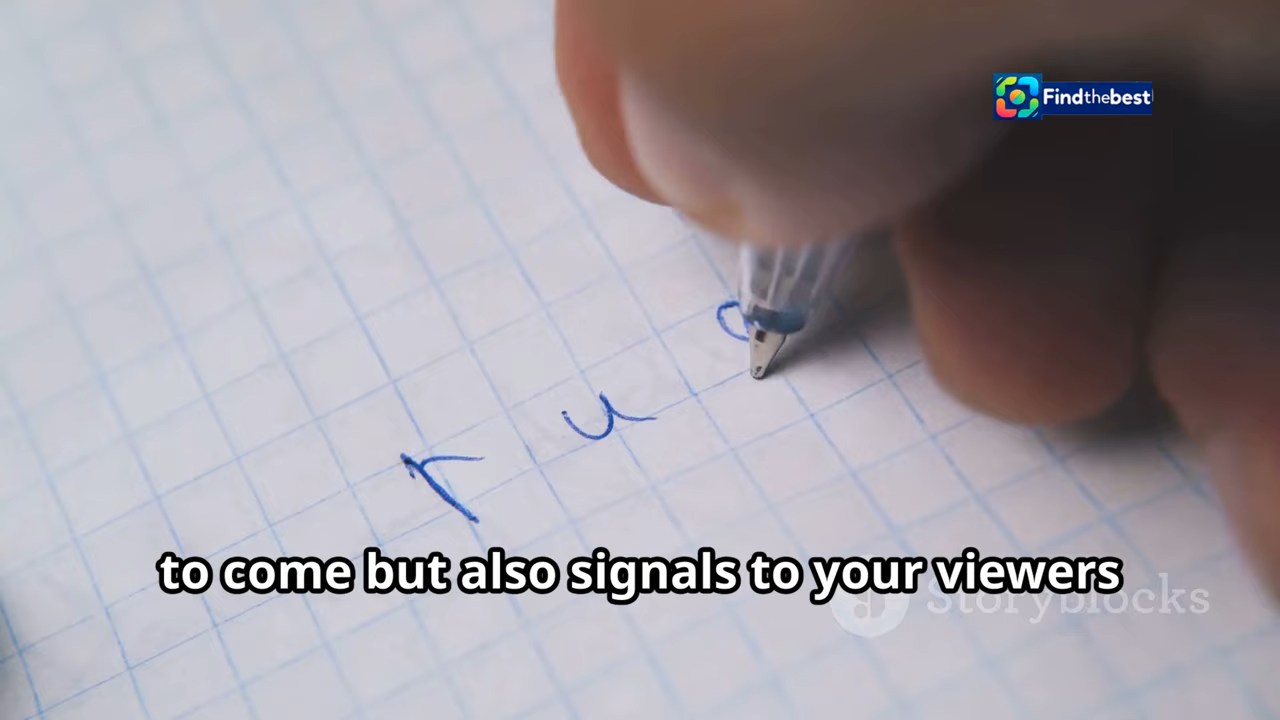 Findthebest
r u
to come but also signals to your viewers
Storyblocks